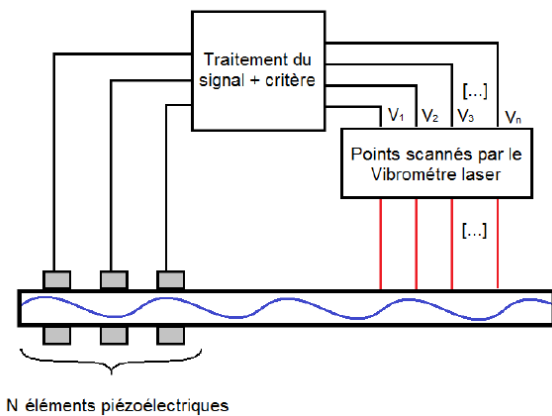 Traitement du
signal + critère
[...]
V1 V2 V3 Vn
Points scannés par le
Vibrométre laser
[...]
N éléments piézoélectriques